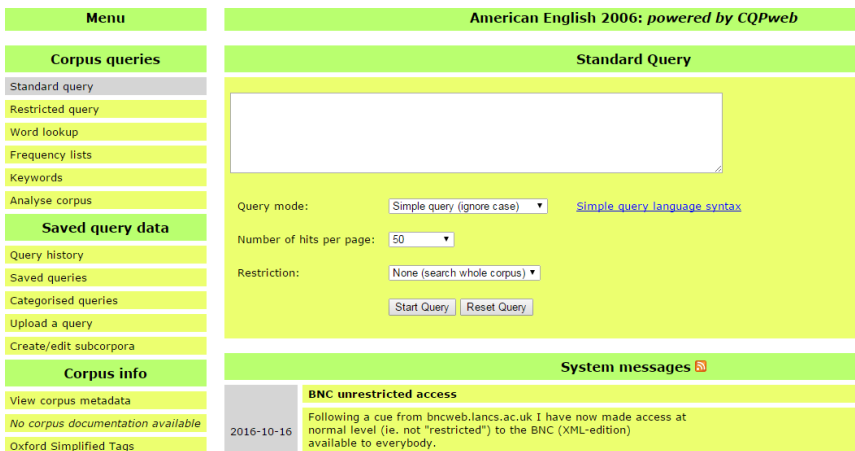 Menu
American English 2006: powered by CQPweb
Corpus queries
Standard query
Restricted query
Word lookup
Frequency lists
Keywords
Analyse corpus
Saved query data
Query history
Saved queries
Categorised queries
Upload a query
Create/edit subcorpora
Corpus info
View corpus metadata
No corpus documentation available
Oxford Simplified Tags
Standard Query
Query mode:
Simple query (ignore case)
Simple query language syntax
Number of hits per page:
50
Restriction:
None (search whole corpus)
Start Query
Reset Query
System messages
2016-10-16
BNC unrestricted access
Following a cue from bncweb.lancs.ac.uk I have now made access at
normal level (ie. not "restricted") to the BNC (XML-edition)
available to everybody.